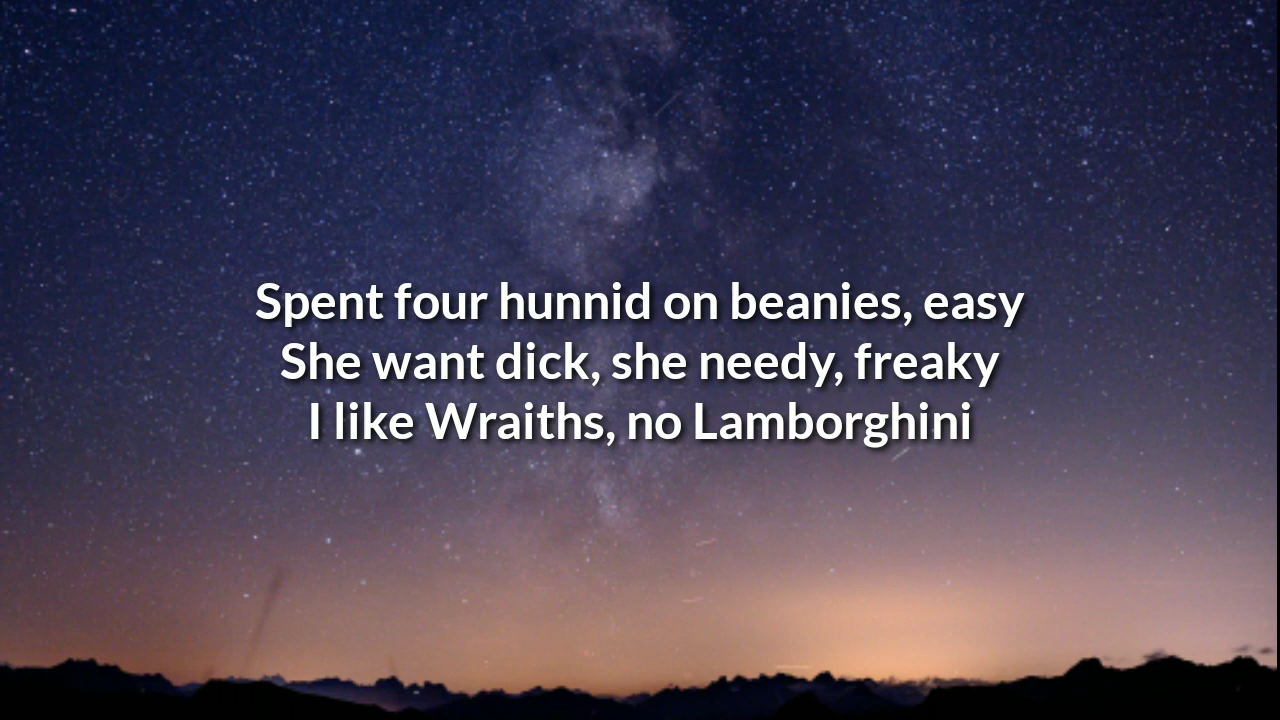 Spent four hunnid on beanies, easy
She want dick, she needy, freaky
I like Wraiths, no Lamborghini